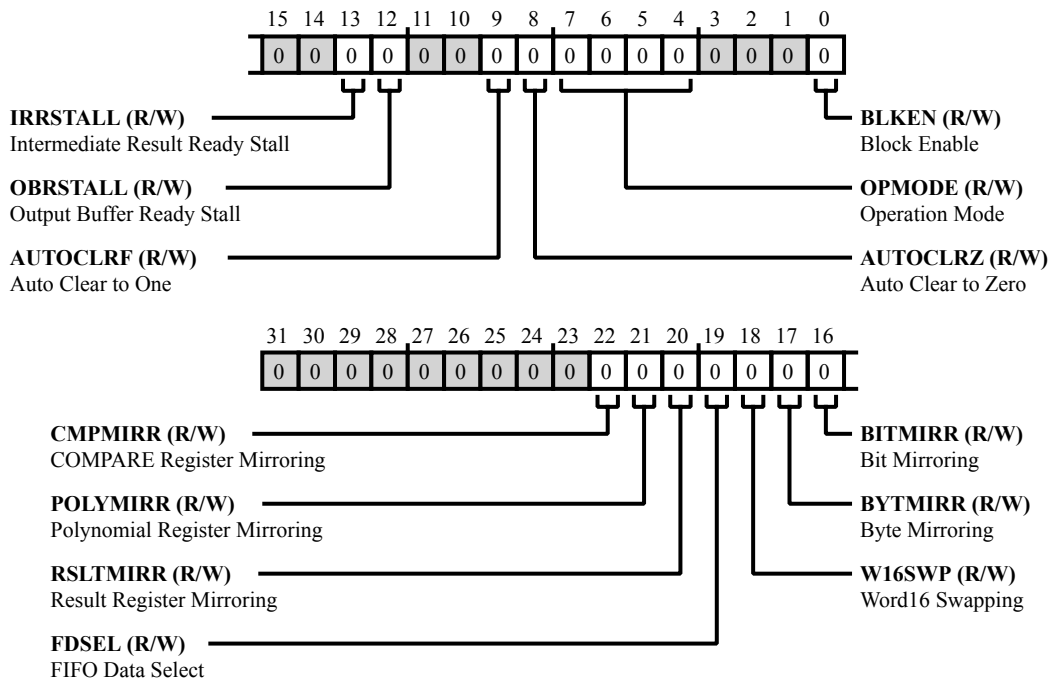 15 14 13 12 11 10 9 8 7 6 5 4 3 2 1 0
0 0 0 0 0 0 0 0 0 0 0 0 0 0 0 0
IRRSTALL (R/W)
Intermediate Result Ready Stall
BLKEN (R/W)
Block Enable
OBRSTALL (R/W)
Output Buffer Ready Stall
OPMODE (R/W)
Operation Mode
AUTOCLRF (R/W)
Auto Clear to One
AUTOCLRZ (R/W)
Auto Clear to Zero
31 30 29 28 27 26 25 24 23 22 21 20 19 18 17 16
0 0 0 0 0 0 0 0 0 0 0 0 0 0 0 0
CMPMIRR (R/W)
COMPARE Register Mirroring
BITMIRR (R/W)
Bit Mirroring
POLYMIRR (R/W)
Polynomial Register Mirroring
BYTMIRR (R/W)
Byte Mirroring
RSLTMIRR (R/W)
Result Register Mirroring
W16SWP (R/W)
Word16 Swapping
FDSEL (R/W)
FIFO Data Select